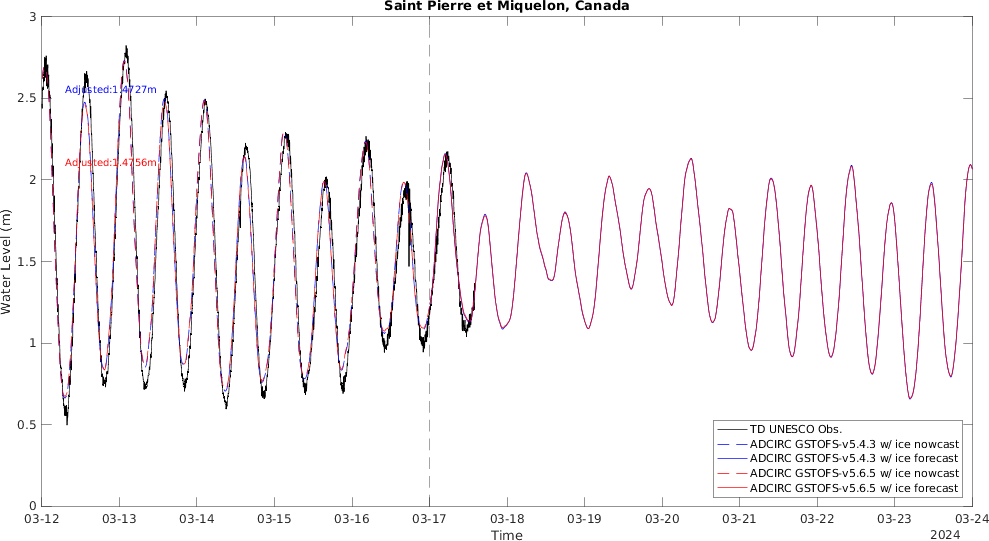 Saint Pierre et Miquelon, Canada
3
2.5
2
1.5
1
0.5
0
Water Level (m)
Adjusted:1.4727m
Adjusted:1.4756m
TD UNESCO Obs.
ADCIRC GSTOFS-v5.4.3 w/ ice nowcast
ADCIRC GSTOFS-v5.4.3 w/ ice forecast
ADCIRC GSTOFS-v5.6.5 w/ ice nowcast
ADCIRC GSTOFS-v5.6.5 w/ ice forecast
03-12 03-13 03-14 03-15 03-16 03-17 03-18 03-19 03-20 03-21 03-22 03-23 03-24
Time
2024